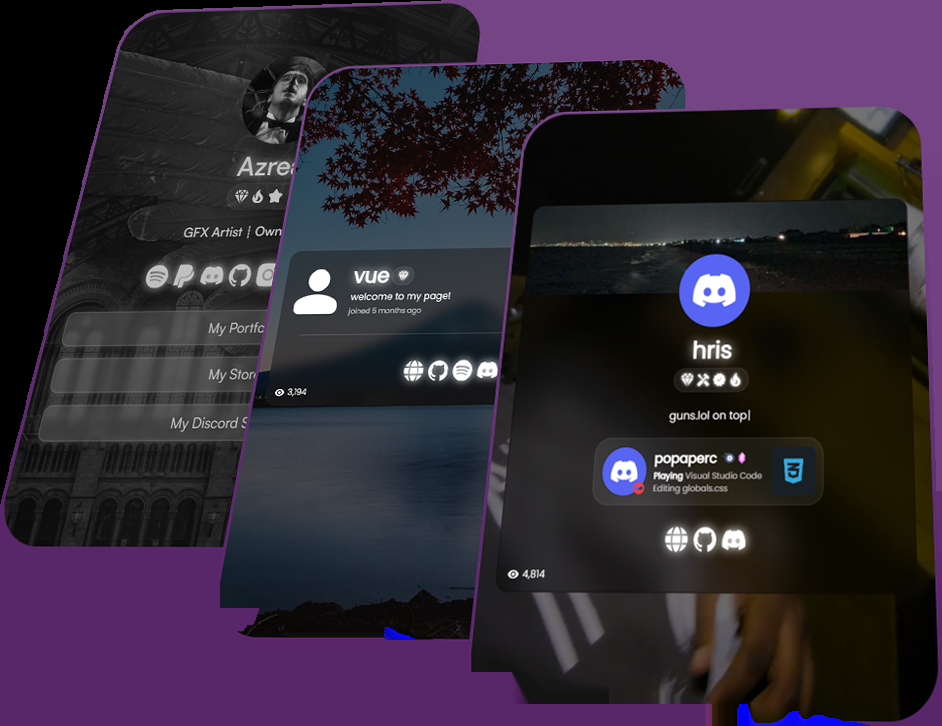 GFX Artist | Own
My Portfo
My Stor
My Discord S
vue
welcome to my page!
joined 5 months ago
3,194
hris
guns.lol on top|
popaperc
Playing Visual Studio Code
Editing globals.css
3
4,814